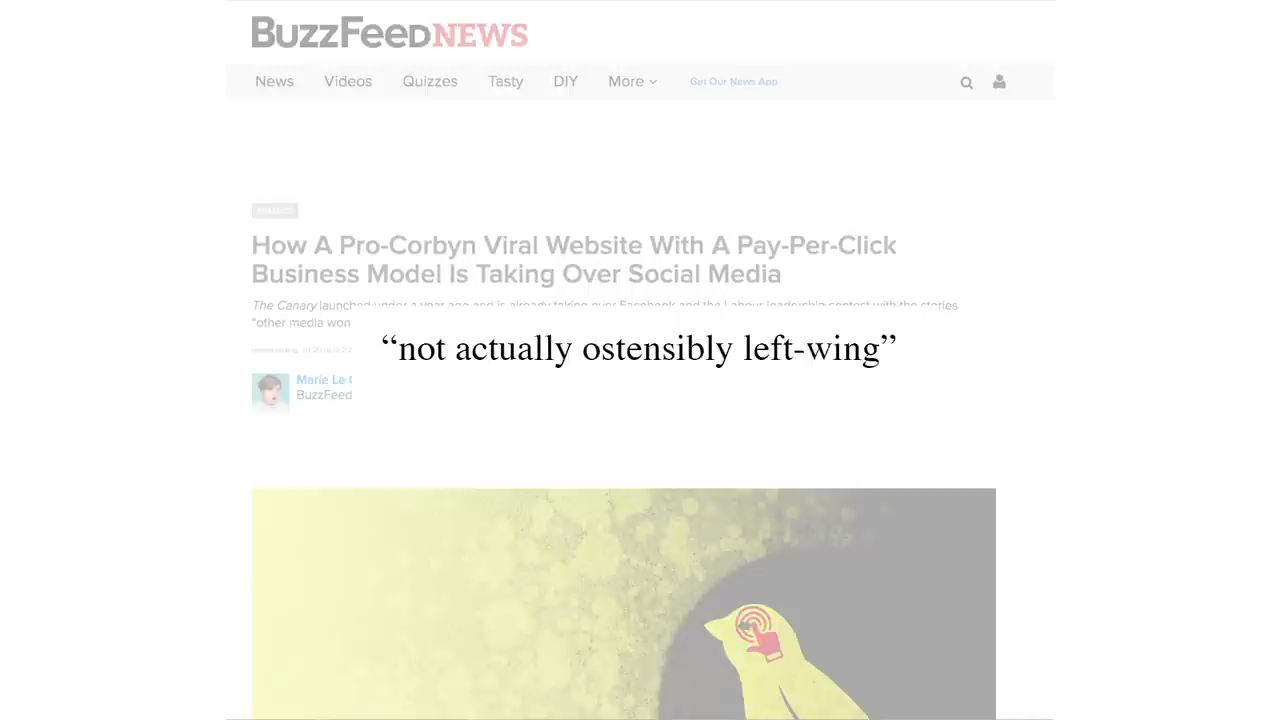 BuzzFeed NEWS
News Videos Quizzes Tasty DIY More Get Our News App
How A Pro-Corbyn Viral Website With A Pay-Per-Click
Business Model Is Taking Over Social Media
The Canary launched under a year ago and is already taking over Facebook and the Labour leadership contest with the stories
"other media won
“not actually ostensibly left-wing”
Marie Le
BuzzFeed